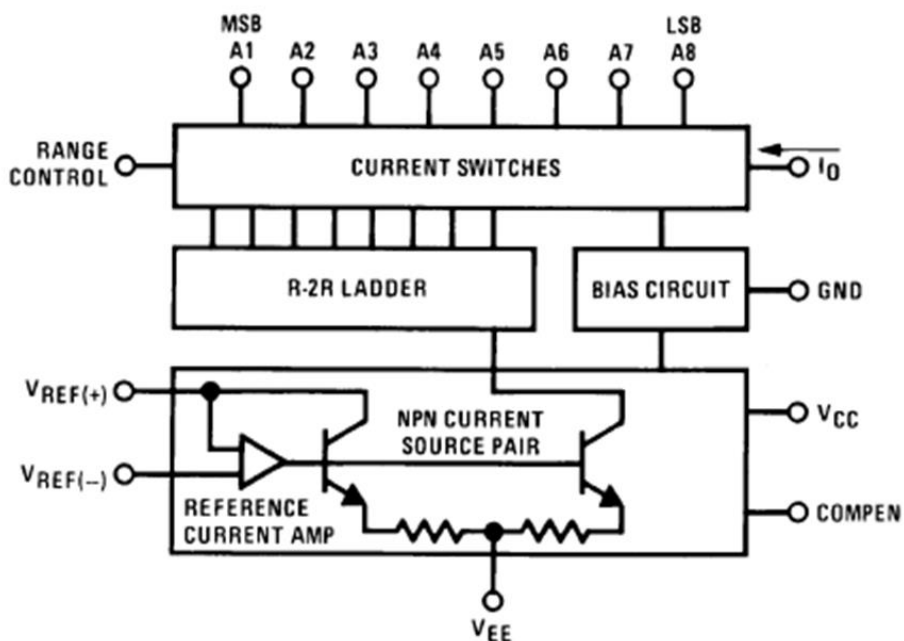 MSB
LSB
A1 A2 A3 A4 A5 A6 A7 A8
RANGE
CONTROL
CURRENT SWITCHES
IO
R-2R LADDER
BIAS CIRCUIT
GND
VREF(+)
NPN CURRENT
SOURCE PAIR
VCC
VREF(–)
REFERENCE
CURRENT AMP
COMPEN
VEE